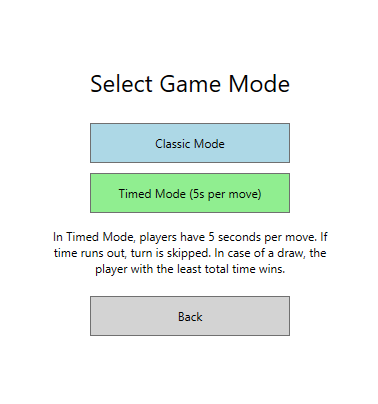 Select Game Mode
Classic Mode
Timed Mode (5s per move)
In Timed Mode, players have 5 seconds per move. If
time runs out, turn is skipped. In case of a draw, the
player with the least total time wins.
Back